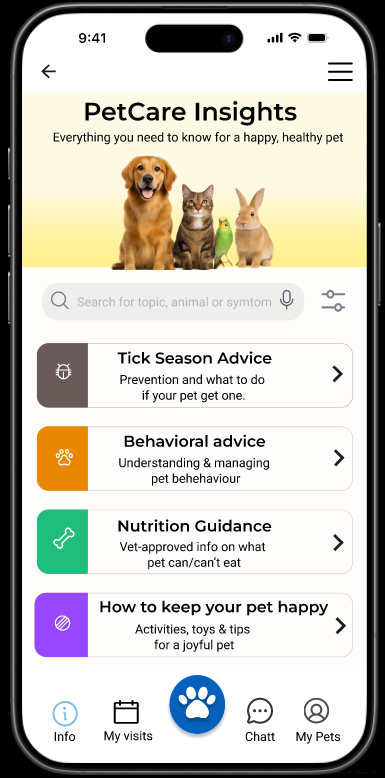 9:41
PetCare Insights
Everything you need to know for a happy, healthy pet
Search for topic, animal or symtom
Tick Season Advice
Prevention and what to do
if your pet get one.
Behavioral advice
Understanding & managing
pet behehaviour
Nutrition Guidance
Vet-approved info on what
pet can/can't eat
How to keep your pet happy
Activities, toys & tips
for a joyful pet
Info
My visits
Chatt
My Pets